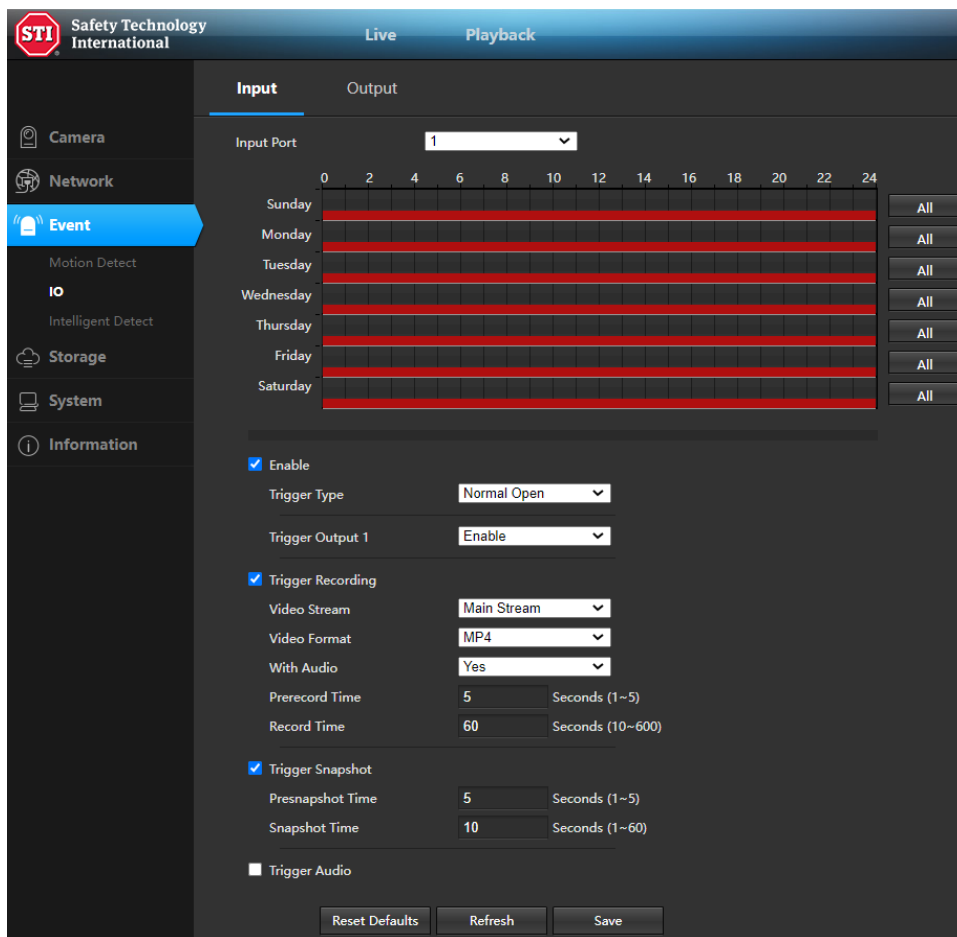 STI Safety Technology
International
Live Playback
Input Output
Camera
Network
Event
Motion Detect
IO
Intelligent Detect
Storage
System
Information
Input Port 1
0 2 4 6 8 10 12 14 16 18 20 22 24
Sunday All
Monday All
Tuesday All
Wednesday All
Thursday All
Friday All
Saturday All
Enable
Trigger Type Normal Open
Trigger Output 1 Enable
Trigger Recording
Video Stream Main Stream
Video Format MP4
With Audio Yes
Prerecord Time 5 Seconds (1~5)
Record Time 60 Seconds (10~600)
Trigger Snapshot
Presnapshot Time 5 Seconds (1~5)
Snapshot Time 10 Seconds (1~60)
Trigger Audio
Reset Defaults Refresh Save